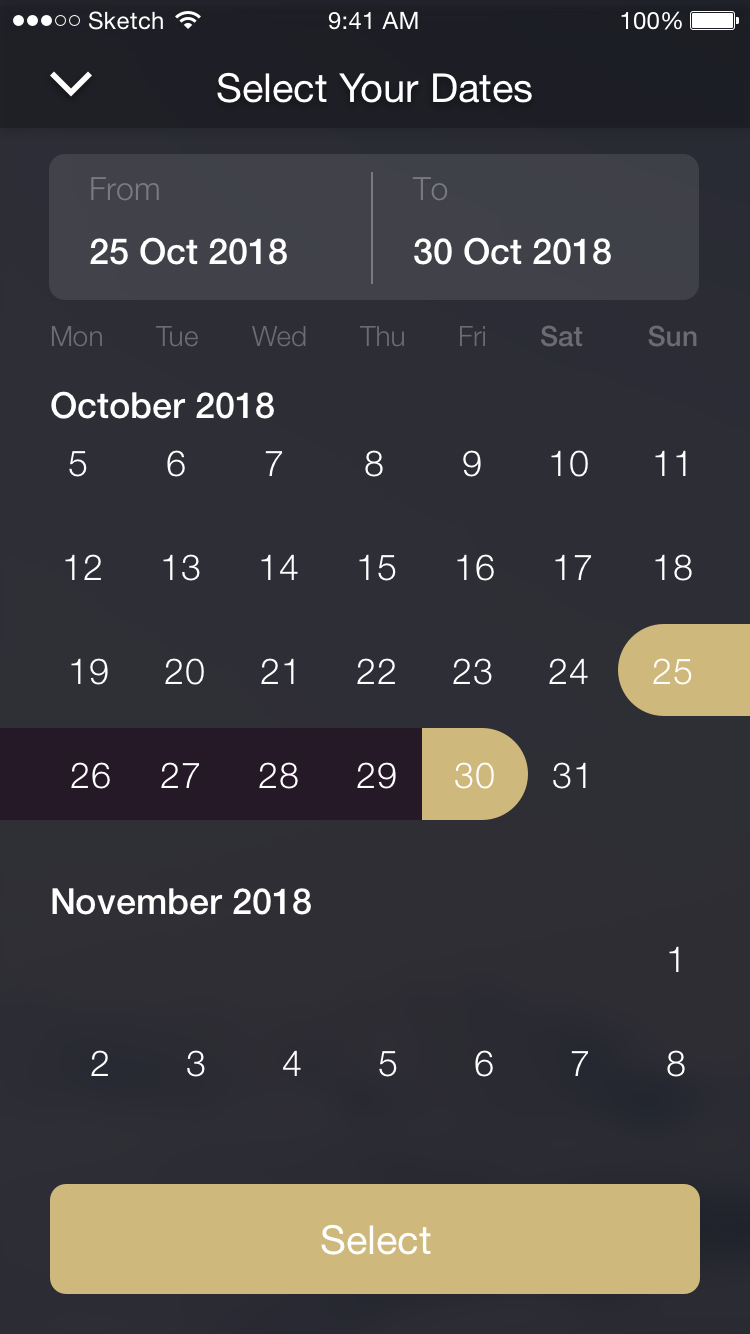 Sketch 9:41 AM 100%
Select Your Dates
From To
25 Oct 2018 30 Oct 2018
Mon Tue Wed Thu Fri Sat Sun
October 2018
5 6 7 8 9 10 11
12 13 14 15 16 17 18
19 20 21 22 23 24 25
26 27 28 29 30 31
November 2018
1
2 3 4 5 6 7 8
Select